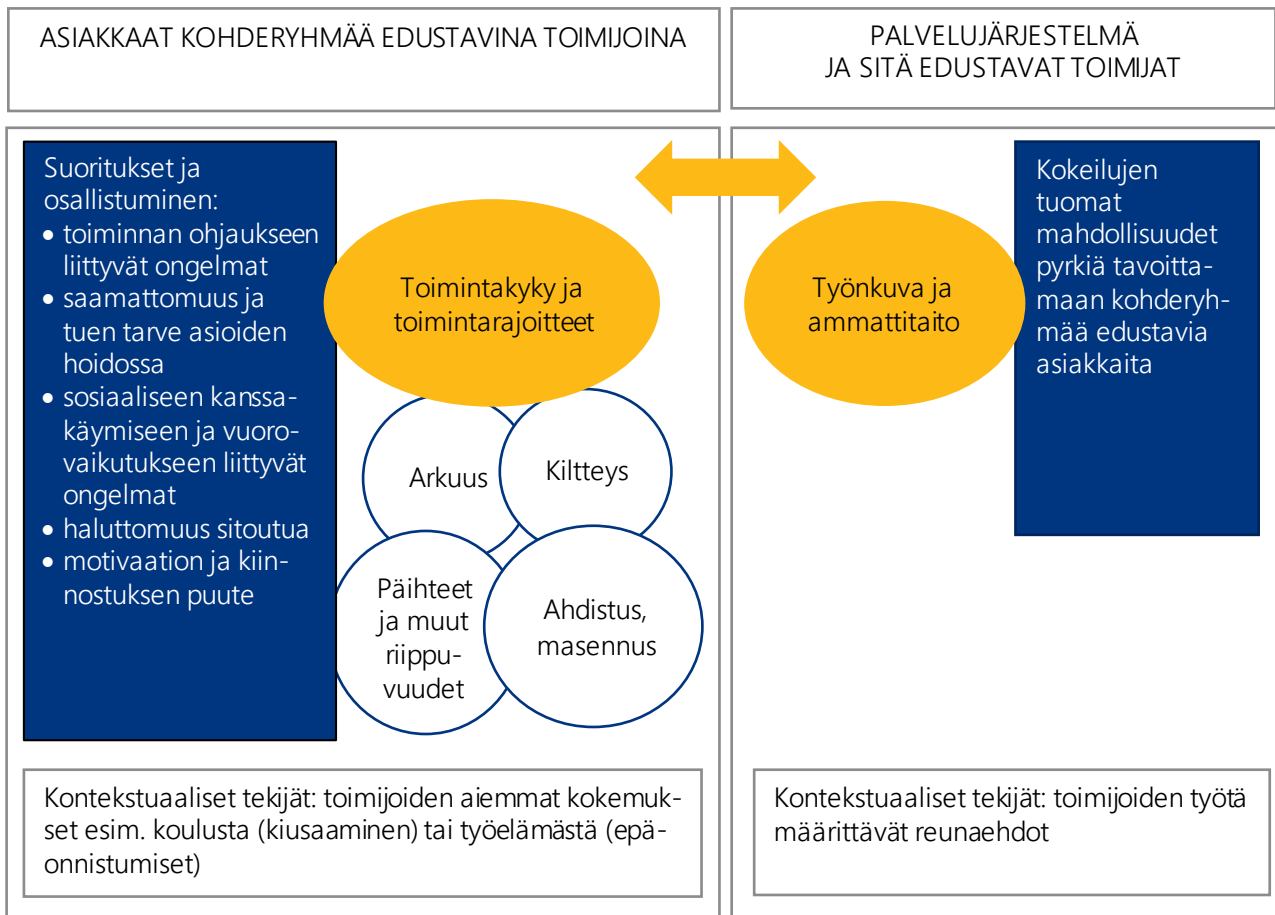 ASIAKKAAT KOHDERYHMÄÄ EDUSTAVINA TOIMIJOINA
PALVELUJÄRJESTELMÄ
JA SITÄ EDUSTAVAT TOIMIJAT
Suoritukset ja
osallistuminen:
• toiminnan ohjaukseen
liittyvät ongelmat
• saamattomuus ja
tuen tarve asioiden
hoidossa
• sosiaaliseen kanssa-
käymiseen ja vuoro-
vaikutukseen liittyvät
ongelmat
• haluttomuus sitoutua
• motivaation ja kiin-
nostuksen puute
Toimintakyky ja
toimintarajoitteet
Arkuus
Kiltteys
Päihteet
ja muut
riippu-
vuudet
Ahdistus,
masennus
Työnkuva ja
ammattitaito
Kokeilujen
tuomat
mahdollisuudet
pyrkiä tavoitta-
maan kohderyh-
mää edustavia
asiakkaita
Kontekstuaaliset tekijät: toimijoiden aiemmat kokemuk-
set esim. koulusta (kiusaaminen) tai työelämästä (epä-
onnistumiset)
Kontekstuaaliset tekijät: toimijoiden työtä
määrittävät reunaehdot